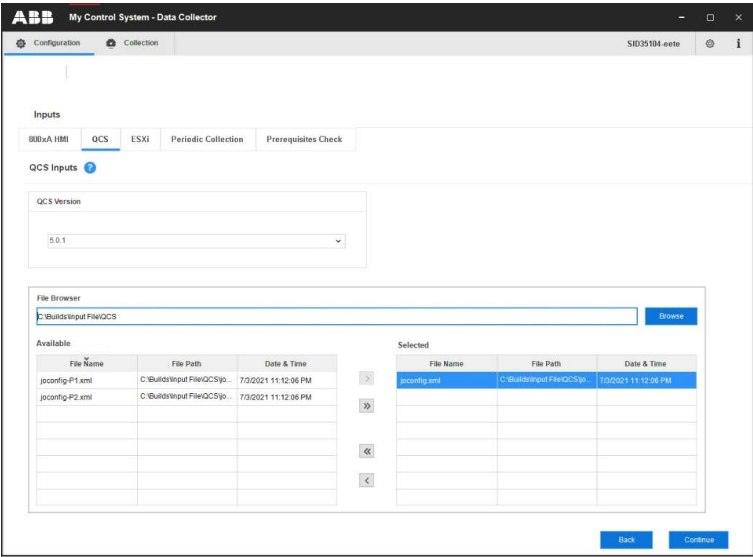 ABB My Control System - Data Collector
Configuration Collection SID35104-eete
Inputs
800xA HMI QCS ESXi Periodic Collection Prerequisites Check
QCS Inputs ?
QCS Version
5.0.1
File Browser
C:\Builds\Input File\QCS Browse
Available Selected
File Name File Path Date & Time File Name File Path Date & Time
joconfig-P1.xml C:\Builds\Input File\QCS\jo... 7/3/2021 11:12:06 PM joconfig.xml C:\Builds\Input File\QCS\jo... 7/3/2021 11:12:06 PM
joconfig-P2.xml C:\Builds\Input File\QCS\jo... 7/3/2021 11:12:06 PM
Back Continue